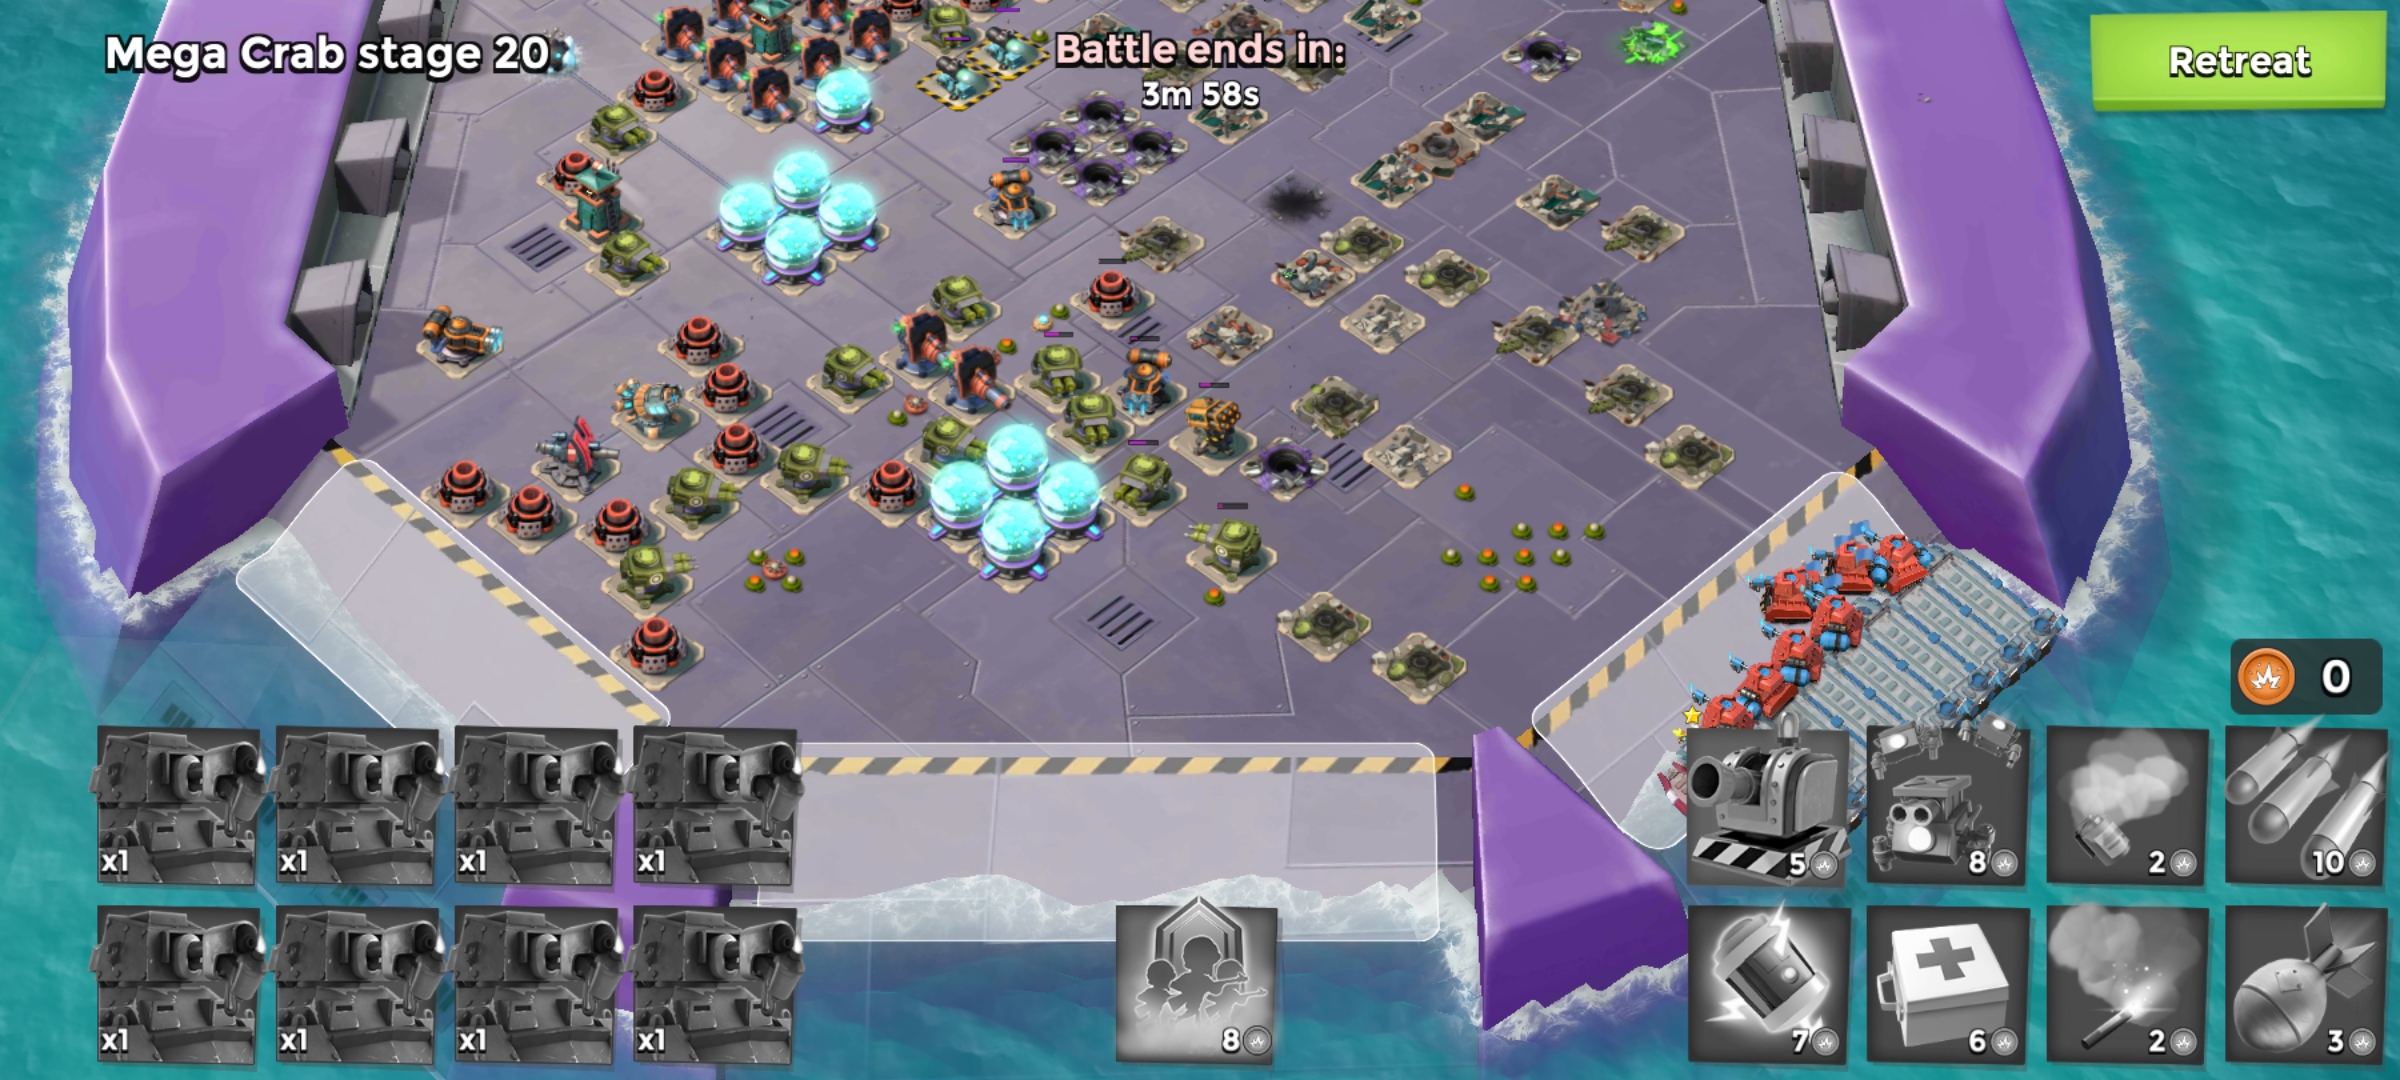 Mega Crab stage 20
Battle ends in:
3m 58s
Retreat
0
x1
x1
x1
x1
5
8
2
10
x1
x1
x1
x1
8
7
6
2
3